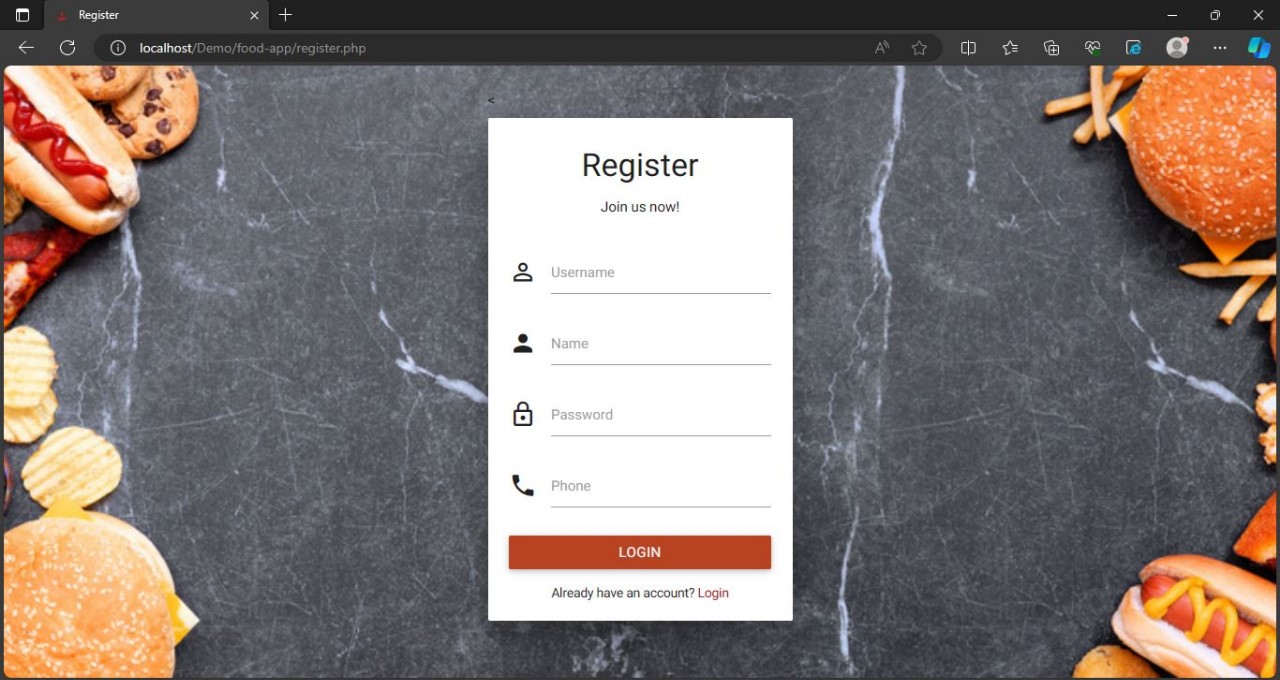 Register
localhost/Demo/food-app/register.php
<
Register
Join us now!
Username
Name
Password
Phone
LOGIN
Already have an account? Login